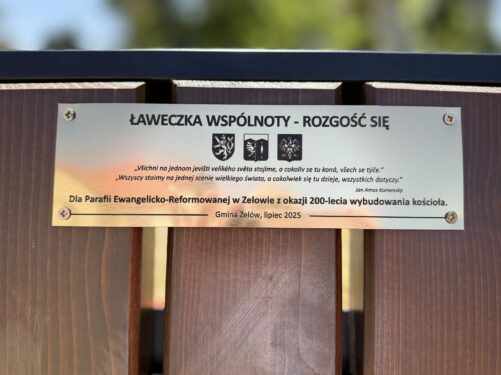 ŁAWECZKA WSPÓLNOTY - ROZGOŚĆ SIĘ
„Všichni na jednom jevišti velikého světa stojíme, a cokoliv se tu koná, všech se týče.”
"Wszyscy stoimy na jednej scenie wielkiego świata, a cokolwiek się tu dzieje, wszystkich dotyczy."
Jan Amos Komenský
Dla Parafii Ewangelicko-Reformowanej w Zelowie z okazji 200-lecia wybudowania kościoła.
Gmina Zelów, lipiec 2025